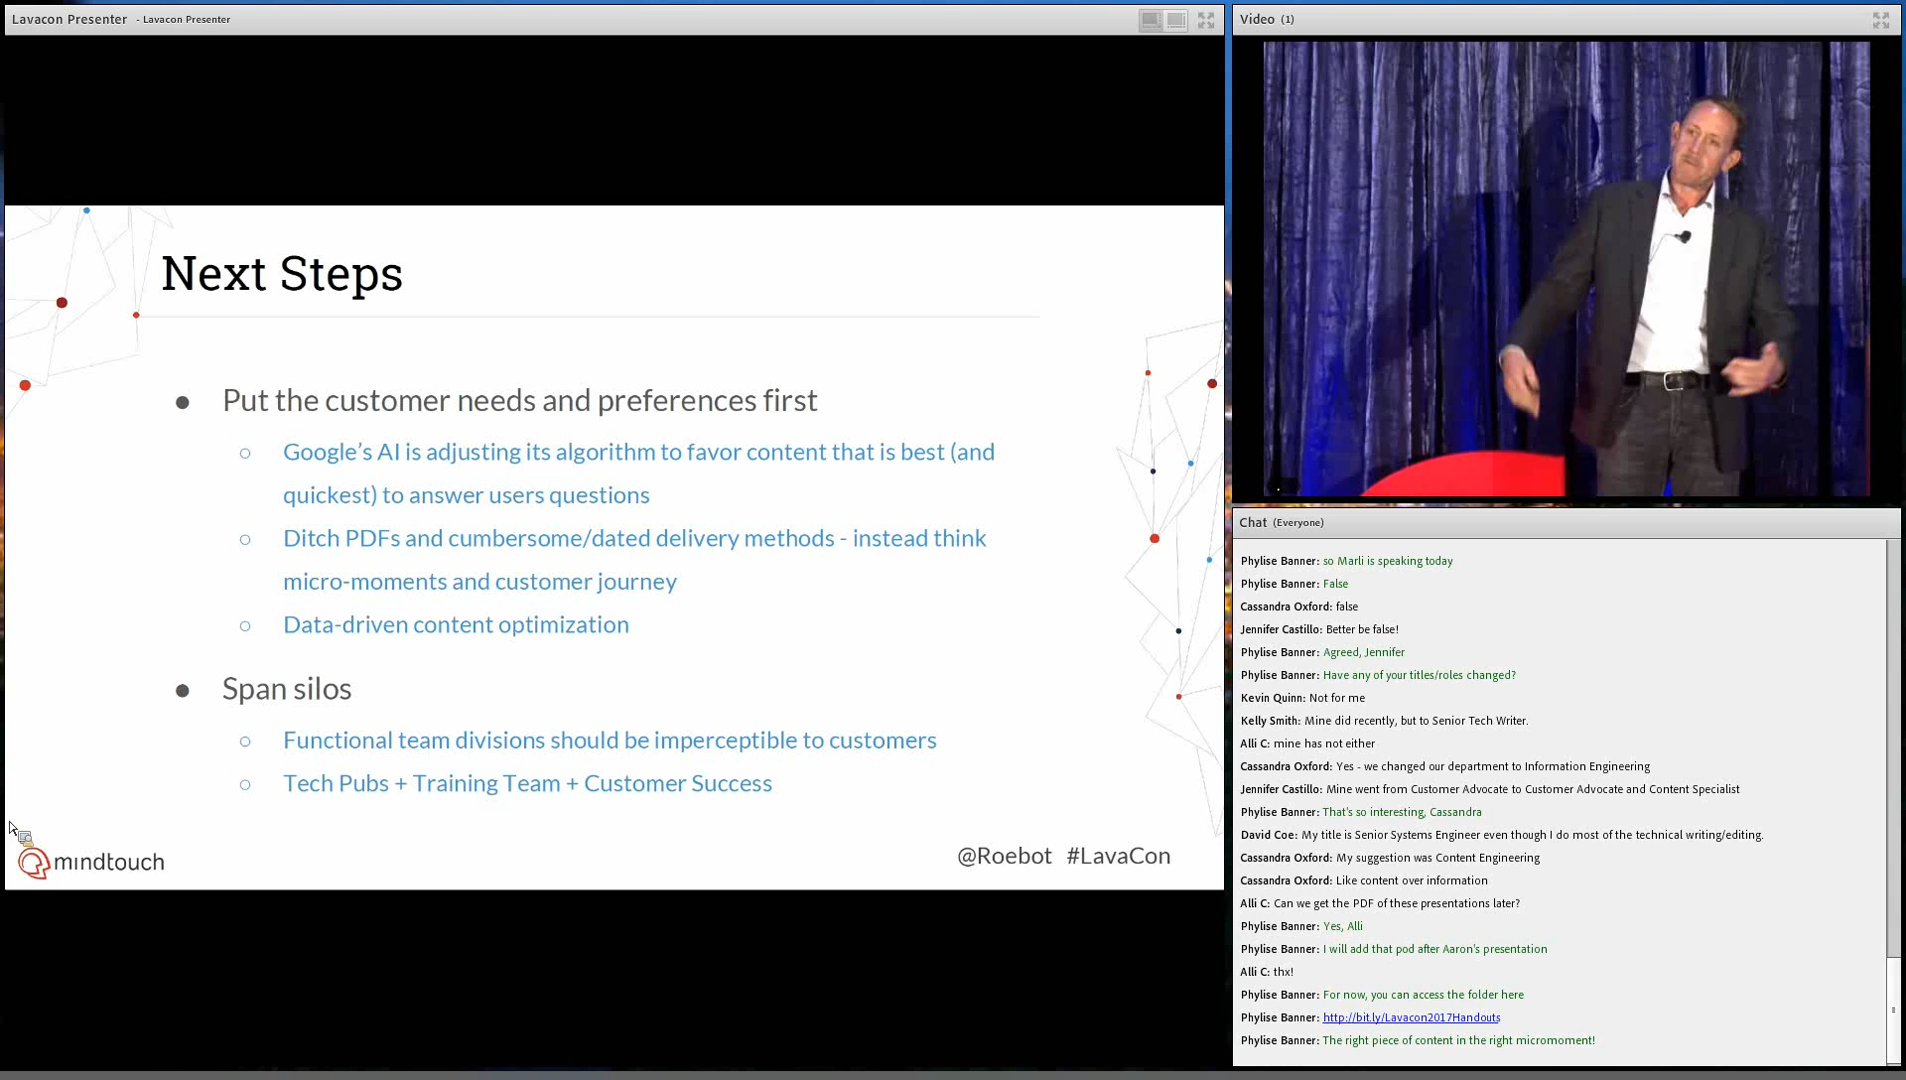 Lavacon Presenter - Lavacon Presenter
Next Steps
● Put the customer needs and preferences first
○ Google's AI is adjusting its algorithm to favor content that is best (and
quickest) to answer users questions
○ Ditch PDFs and cumbersome/dated delivery methods - instead think
micro-moments and customer journey
○ Data-driven content optimization
● Span silos
○ Functional team divisions should be imperceptible to customers
○ Tech Pubs + Training Team + Customer Success
mindtouch
@Roebot #LavaCon
Video (1)
Chat (Everyone)
Phylise Banner: so Marli is speaking today
Phylise Banner: False
Cassandra Oxford: false
Jennifer Castillo: Better be false!
Phylise Banner: Agreed, Jennifer
Phylise Banner: Have any of your titles/roles changed?
Kevin Quinn: Not for me
Kelly Smith: Mine did recently, but to Senior Tech Writer.
Alli C: mine has not either
Cassandra Oxford: Yes - we changed our department to Information Engineering
Jennifer Castillo: Mine went from Customer Advocate to Customer Advocate and Content Specialist
Phylise Banner: That's so interesting, Cassandra
David Coe: My title is Senior Systems Engineer even though I do most of the technical writing/editing.
Cassandra Oxford: My suggestion was Content Engineering
Cassandra Oxford: Like content over information
Alli C: Can we get the PDF of these presentations later?
Phylise Banner: Yes, Alli
Phylise Banner: I will add that pod after Aaron's presentation
Alli C: thx!
Phylise Banner: For now, you can access the folder here
Phylise Banner: http://bit.ly/Lavacon2017Handouts
Phylise Banner: The right piece of content in the right micromoment!